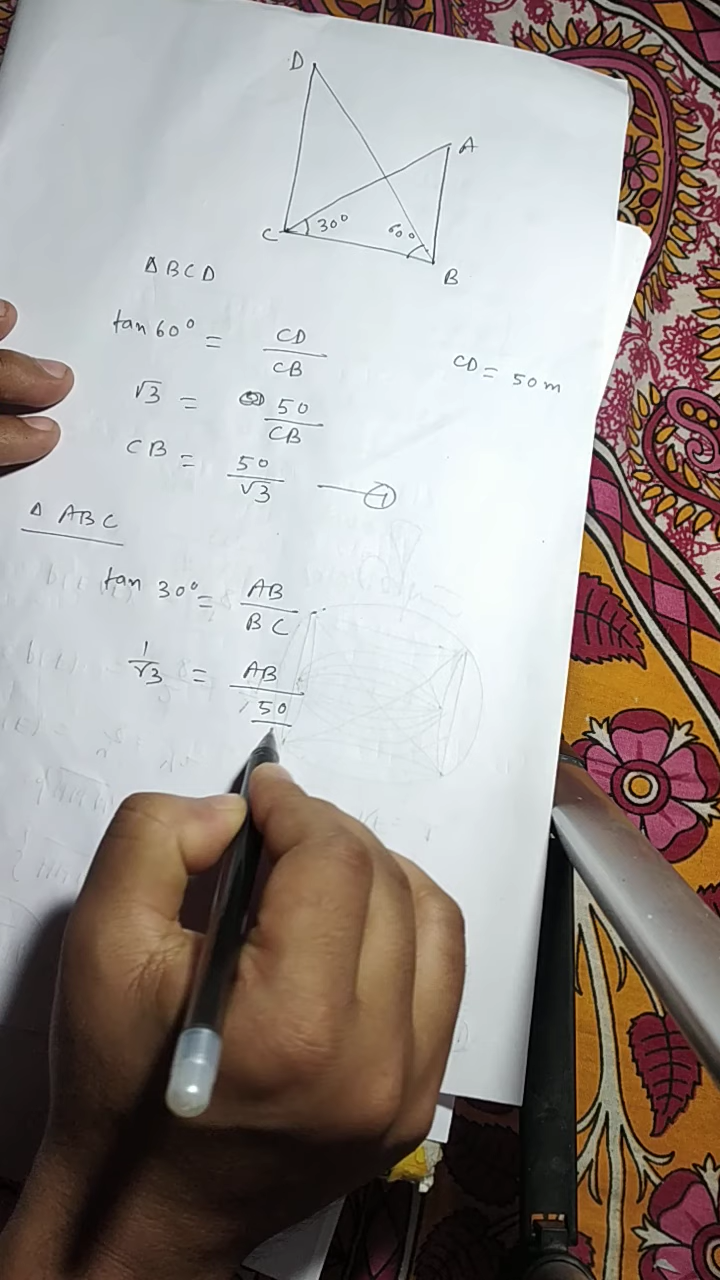 D
A
C 30° 60°
B
Δ BCD
tan 60° = CD/CB
CD = 50 m
√3 = 50/CB
CB = 50/√3 — 1
Δ ABC
tan 30° = AB/BC
1/√3 = AB/50